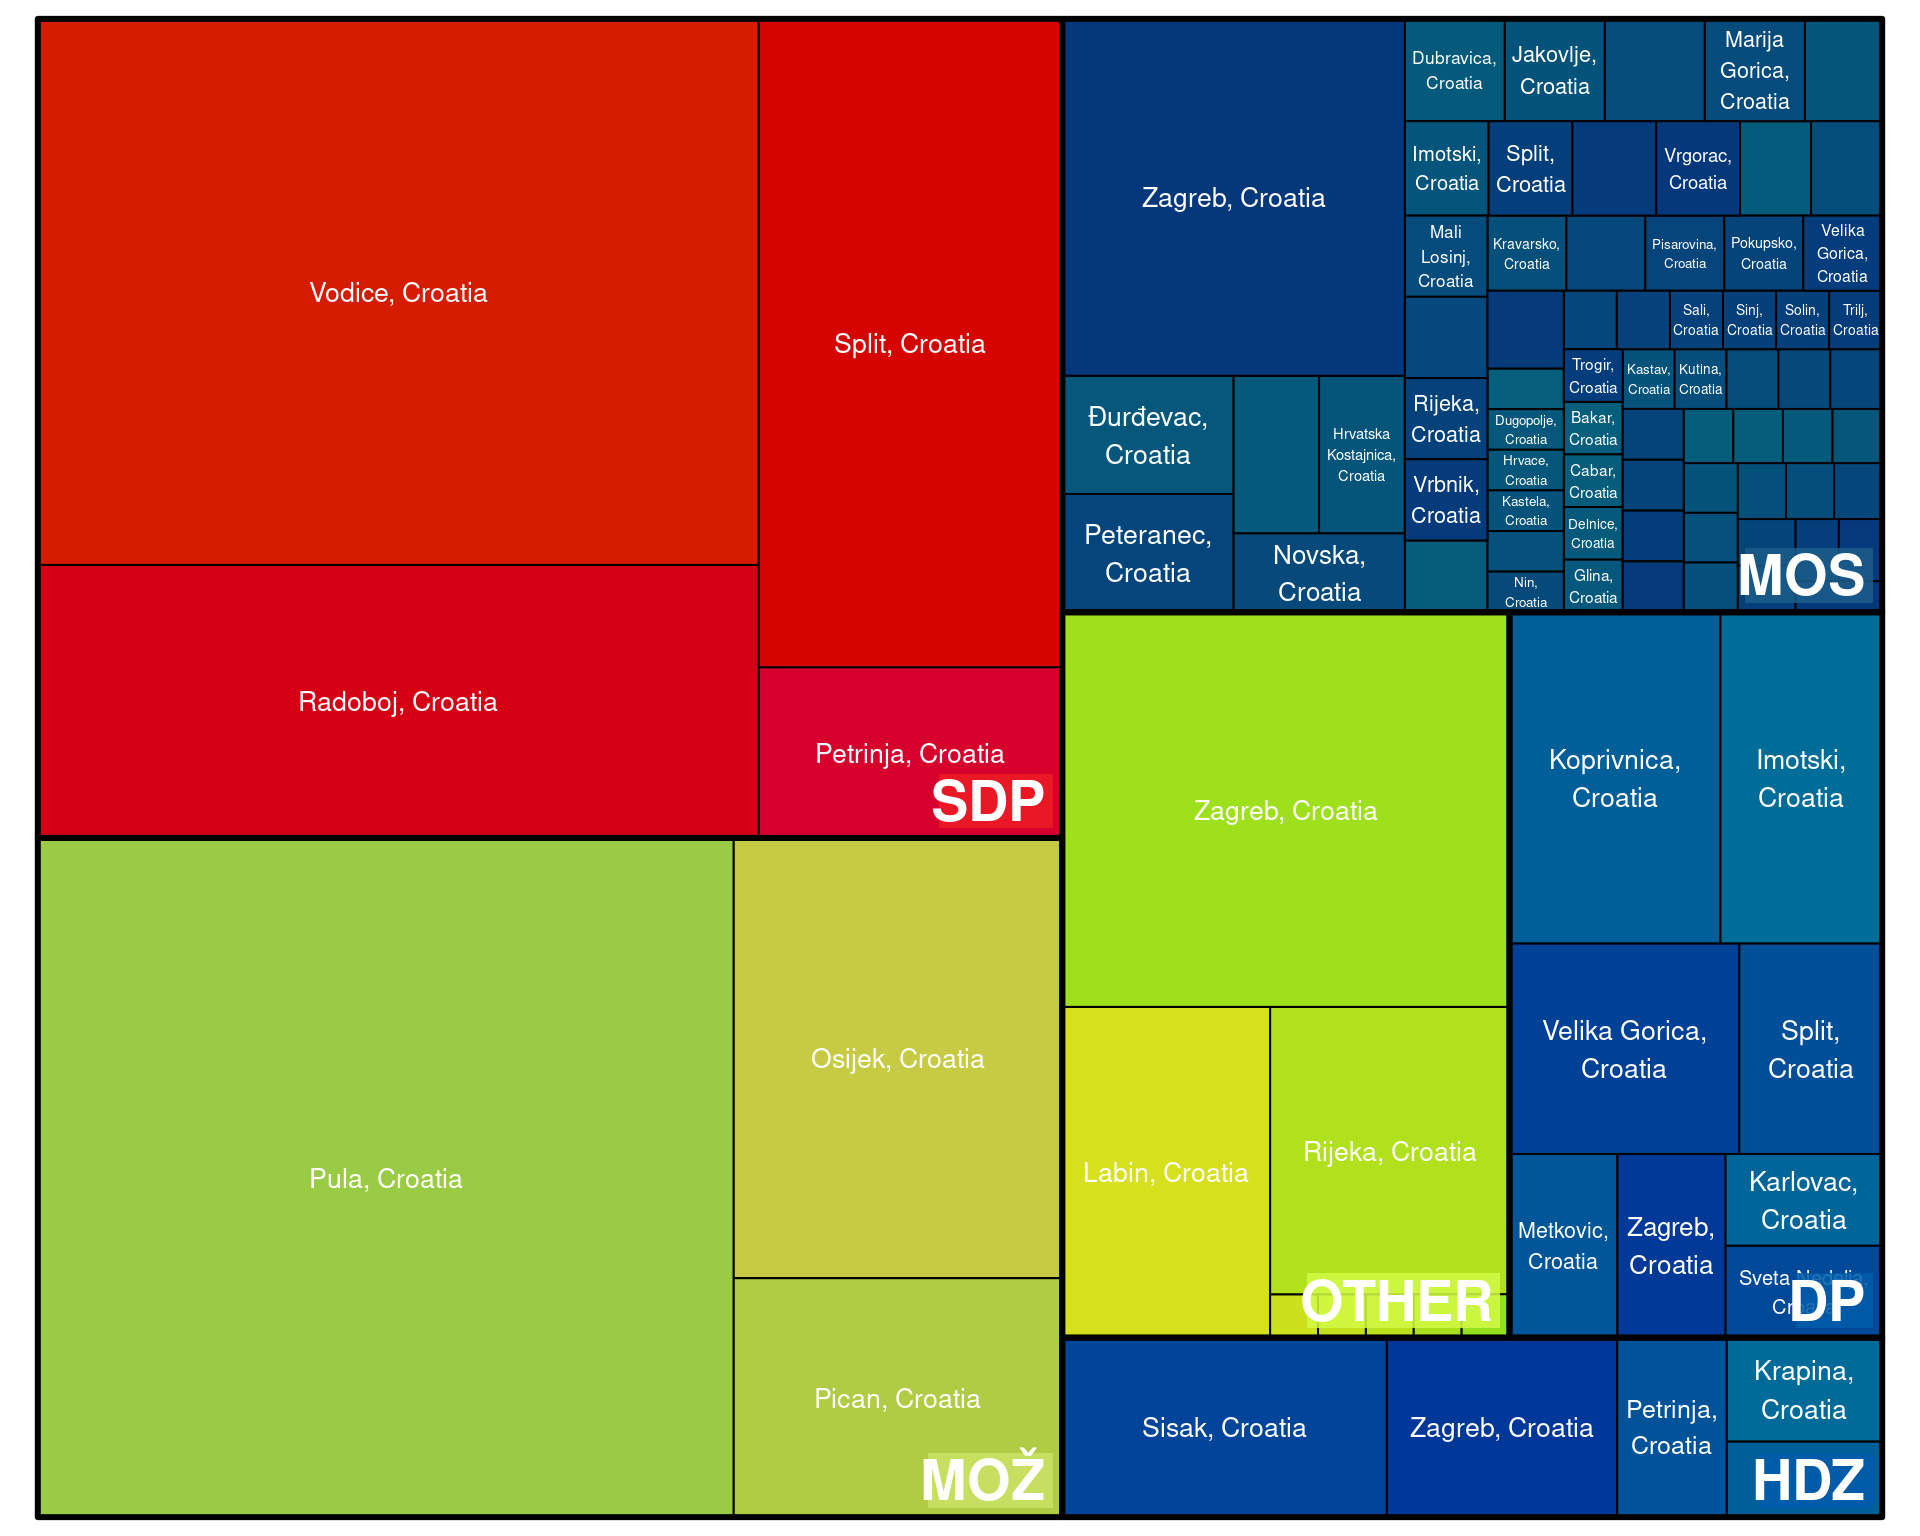 Vodice, Croatia
Split, Croatia
Radoboj, Croatia
Petrinja, Croatia
SDP
Pula, Croatia
Osijek, Croatia
Pican, Croatia
MOŽ
Zagreb, Croatia
Đurđevac,
Croatia
Peteranec,
Croatia
Hrvatska
Kostajnica,
Croatia
Novska,
Croatia
Dubravica,
Croatia
Jakovlje,
Croatia
Marija
Gorica,
Croatia
Imotski,
Croatia
Split,
Croatia
Vrgorac,
Croatia
Mali
Losinj,
Croatia
Kravarsko,
Croatia
Pisarovina,
Croatia
Pokupsko,
Croatia
Velika
Gorica,
Croatia
Sali,
Croatia
Sinj,
Croatia
Solin,
Croatia
Trilj,
Croatia
Rijeka,
Croatia
Vrbnik,
Croatia
Dugopolje,
Croatia
Hrvace,
Croatia
Kastela,
Croatia
Nin,
Croatia
Trogir,
Croatia
Kastav,
Croatia
Kutina,
Croatia
Bakar,
Croatia
Cabar,
Croatia
Delnice,
Croatia
Glina,
Croatia
MOS
Zagreb, Croatia
Labin, Croatia
Rijeka, Croatia
OTHER
Koprivnica,
Croatia
Imotski,
Croatia
Velika Gorica,
Croatia
Split,
Croatia
Metkovic,
Croatia
Zagreb,
Croatia
Karlovac,
Croatia
Sveta Nedelja,
Croatia
DP
Sisak, Croatia
Zagreb, Croatia
Petrinja,
Croatia
Krapina,
Croatia
HDZ